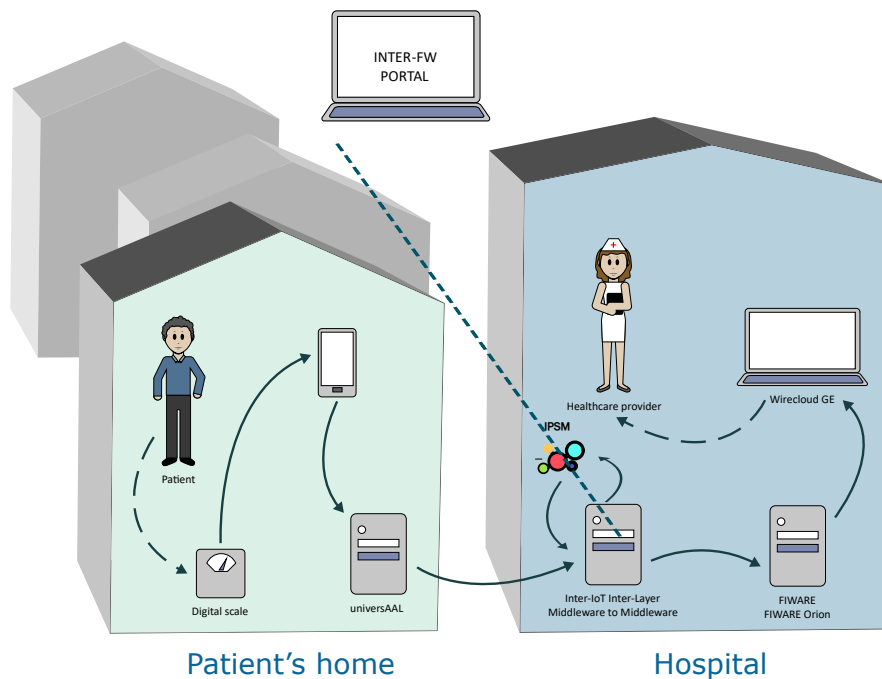 INTER-FW
PORTAL
Healthcare provider
Wirecloud GE
IPSM
Patient
Digital scale
universAAL
Inter-IoT Inter-Layer
Middleware to Middleware
FIWARE
FIWARE Orion
Patient’s home
Hospital